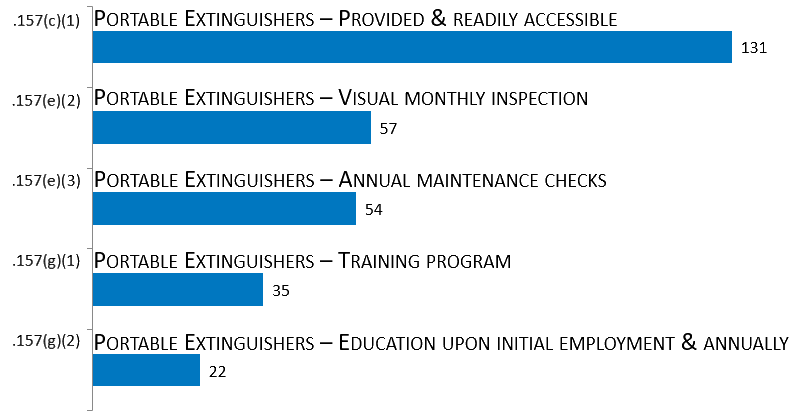 .157(c)(1) PORTABLE EXTINGUISHERS – PROVIDED & READILY ACCESSIBLE
131
.157(e)(2) PORTABLE EXTINGUISHERS – VISUAL MONTHLY INSPECTION
57
.157(e)(3) PORTABLE EXTINGUISHERS – ANNUAL MAINTENANCE CHECKS
54
.157(g)(1) PORTABLE EXTINGUISHERS – TRAINING PROGRAM
35
.157(g)(2) PORTABLE EXTINGUISHERS – EDUCATION UPON INITIAL EMPLOYMENT & ANNUALLY
22